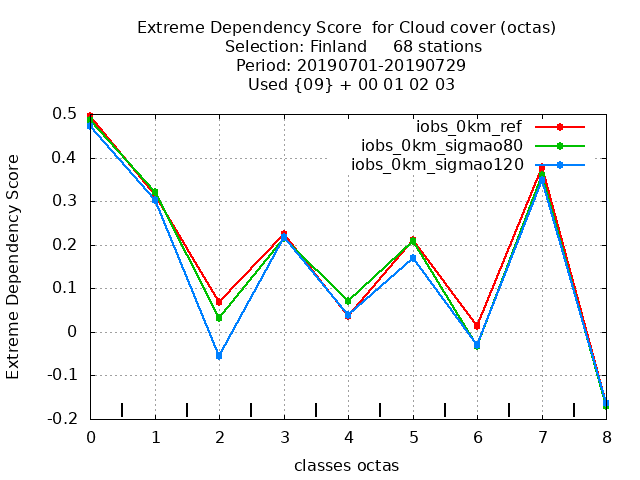 Extreme Dependency Score  for Cloud cover (octas)
Selection: Finland     68 stations
Period: 20190701-20190729
Used {09} + 00 01 02 03
iobs_0km_ref
iobs_0km_sigmao80
iobs_0km_sigmao120
Extreme Dependency Score
0.5
0.4
0.3
0.2
0.1
0
-0.1
-0.2
0 1 2 3 4 5 6 7 8
classes octas